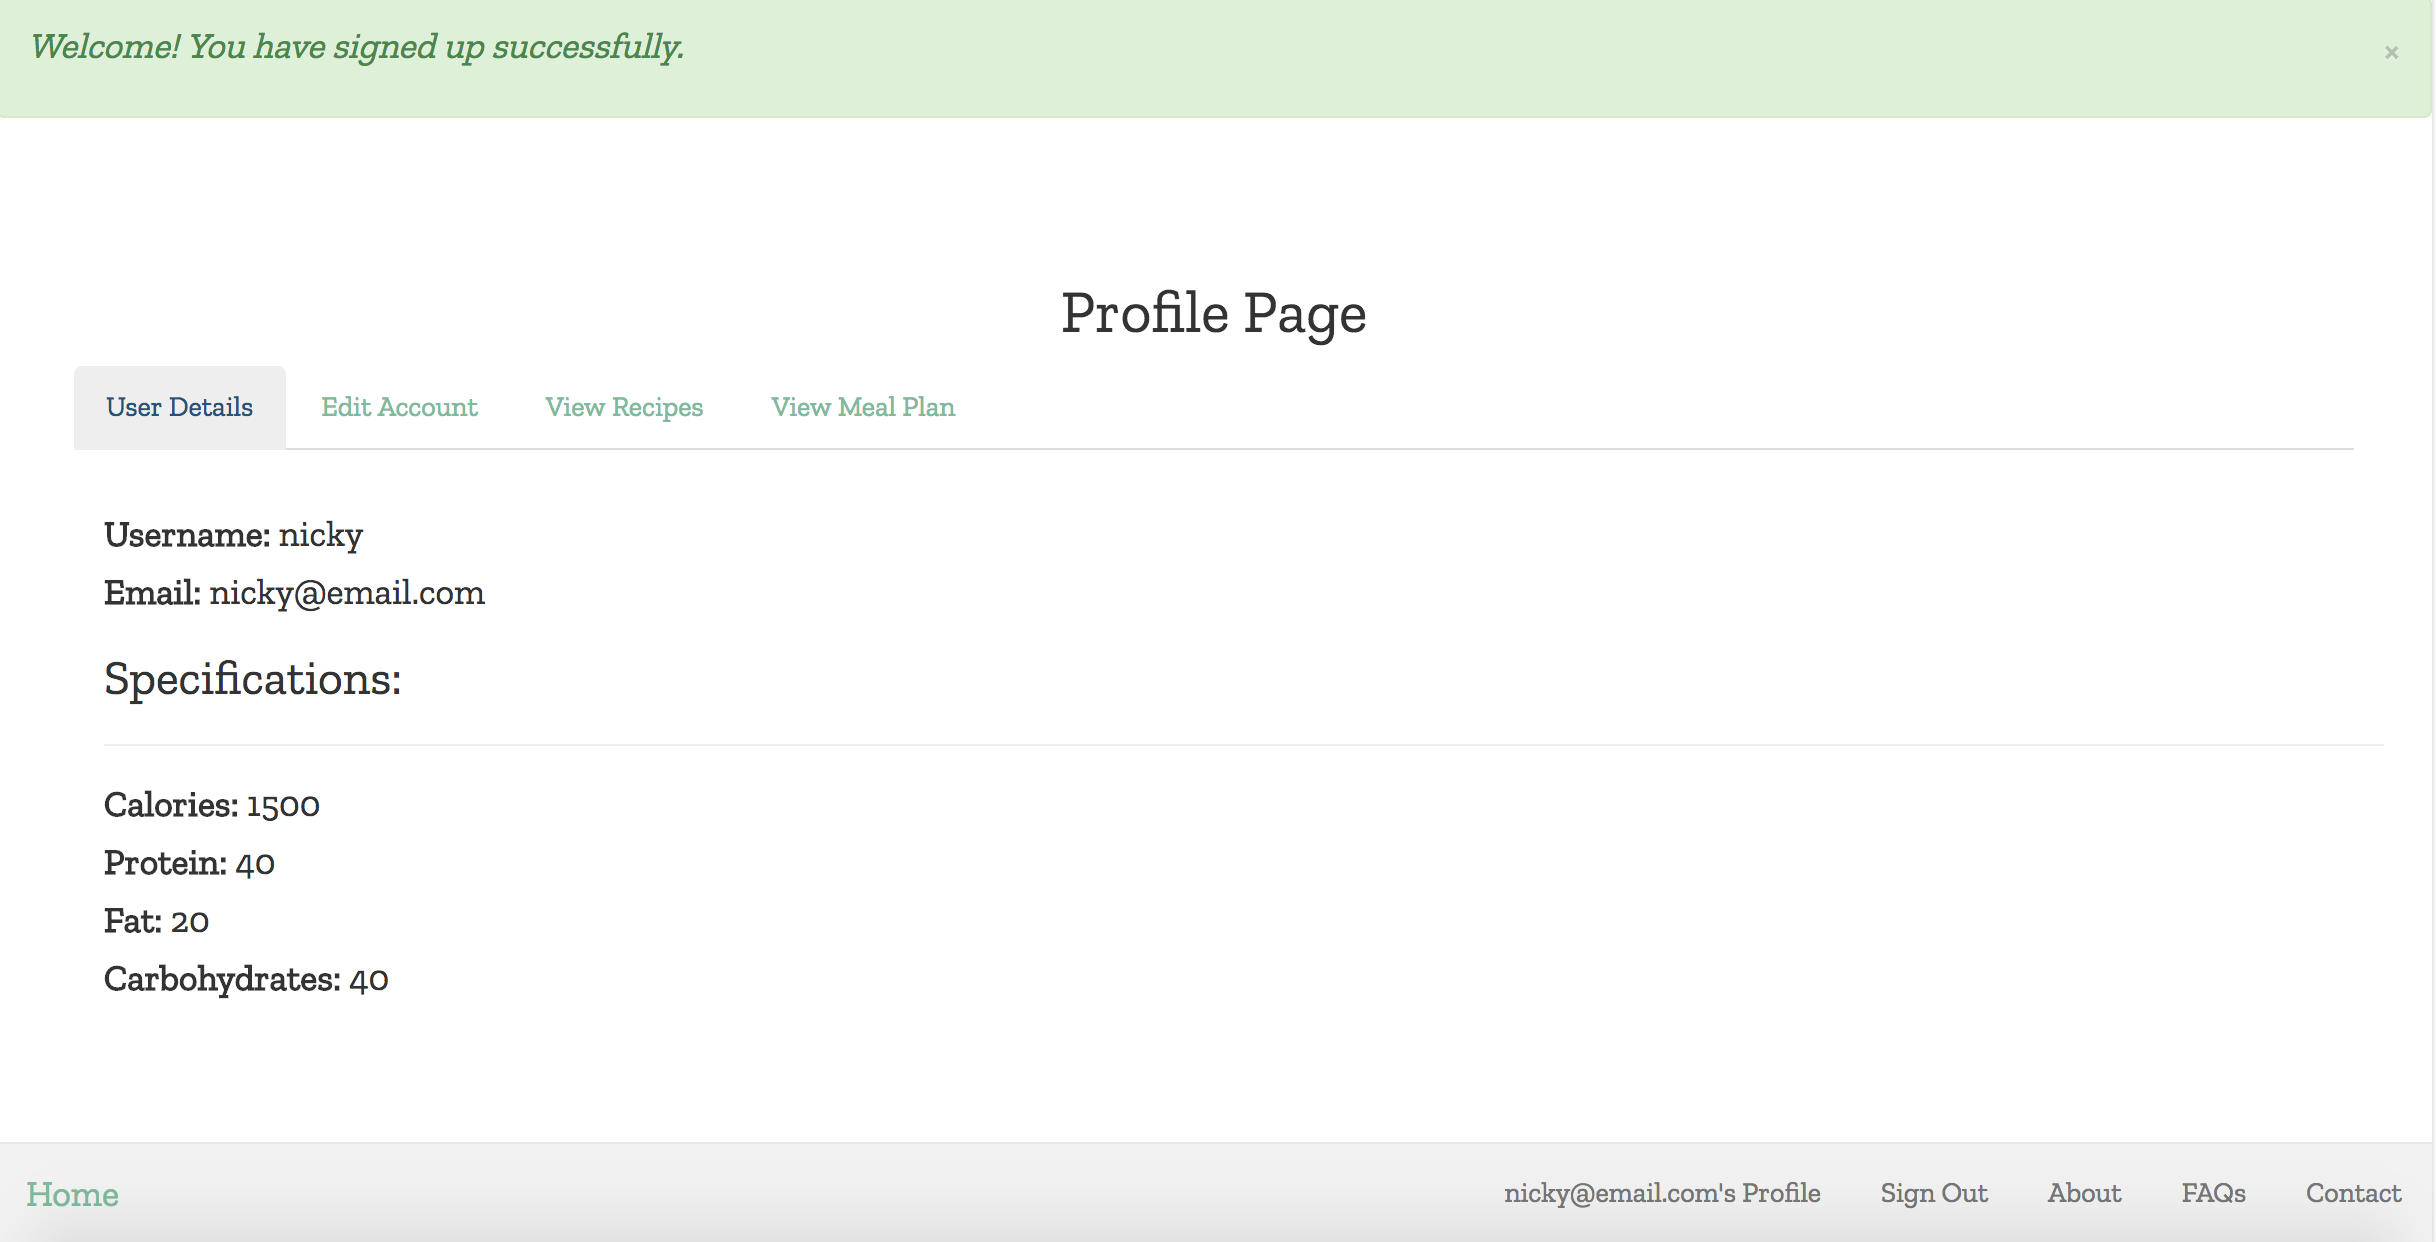 Welcome! You have signed up successfully.
×
Profile Page
User Details Edit Account View Recipes View Meal Plan
Username: nicky
Email: nicky@email.com
Specifications:
Calories: 1500
Protein: 40
Fat: 20
Carbohydrates: 40
Home nicky@email.com's Profile Sign Out About FAQs Contact